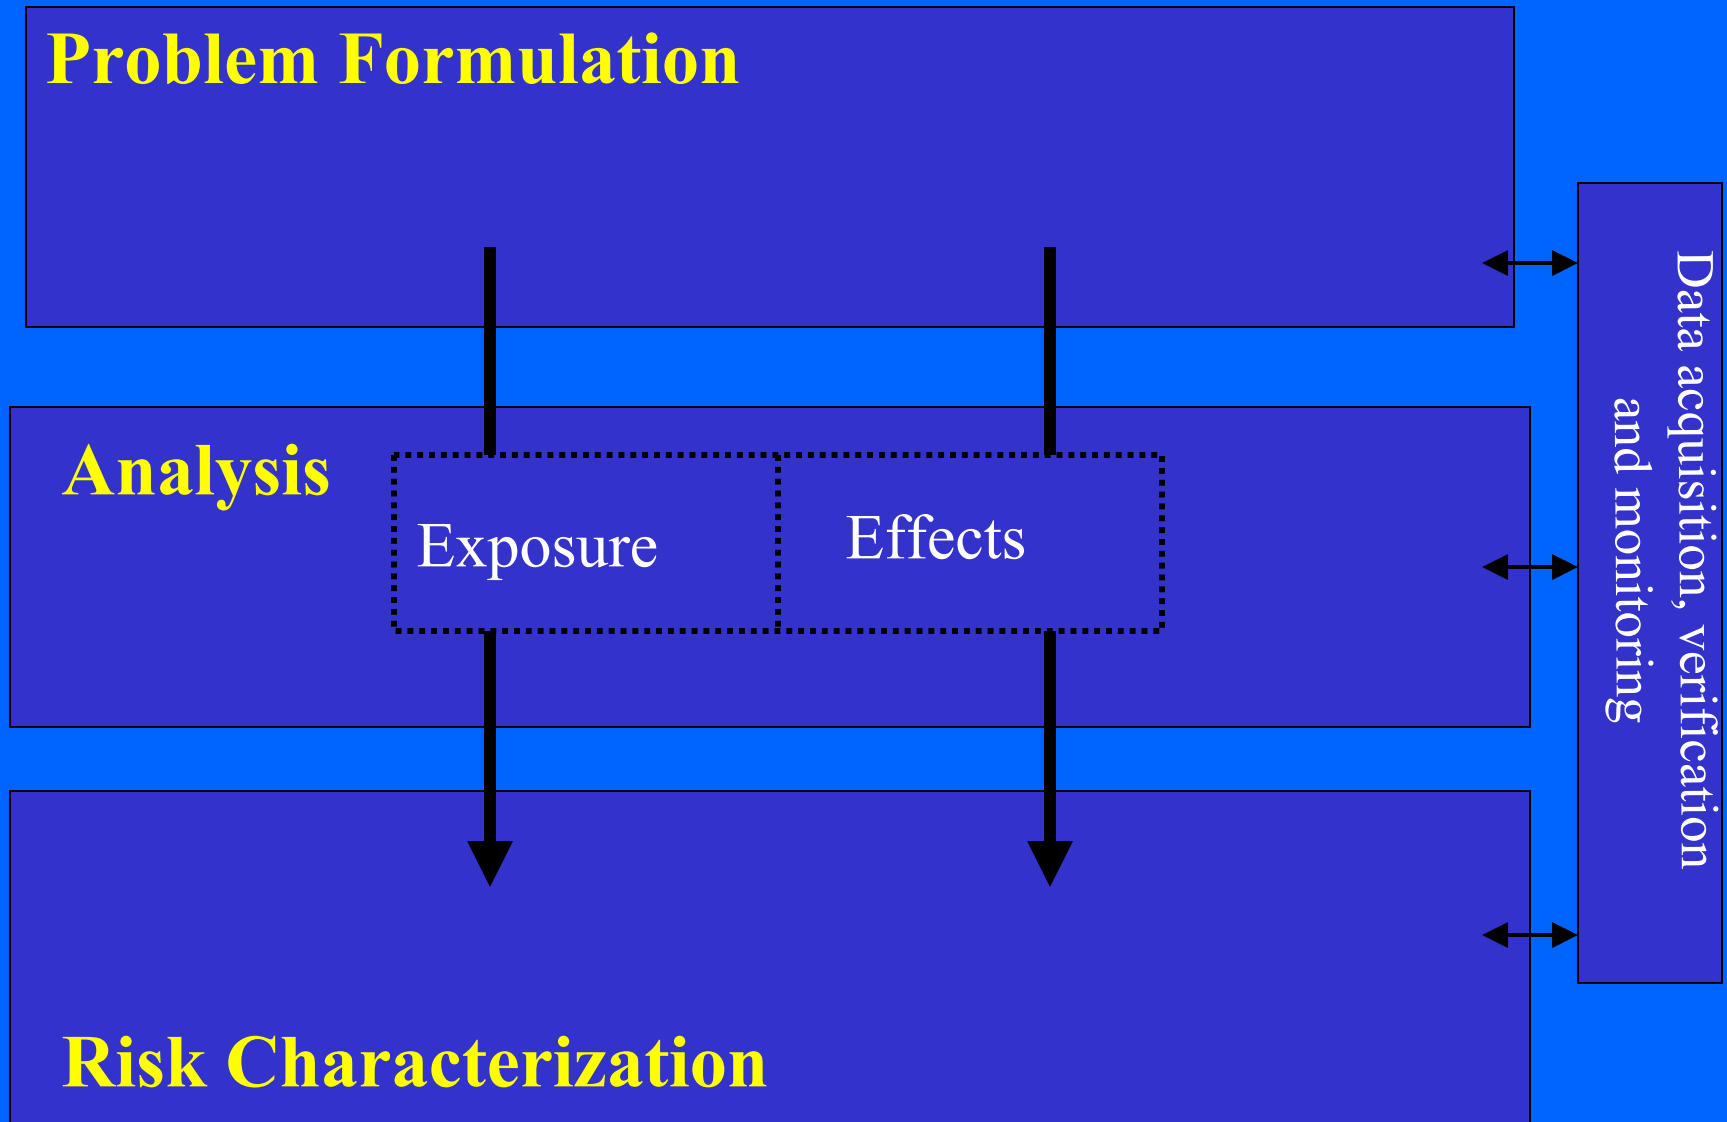 Problem Formulation
Analysis
Exposure
Effects
Risk Characterization
Data acquisition, verification
and monitoring